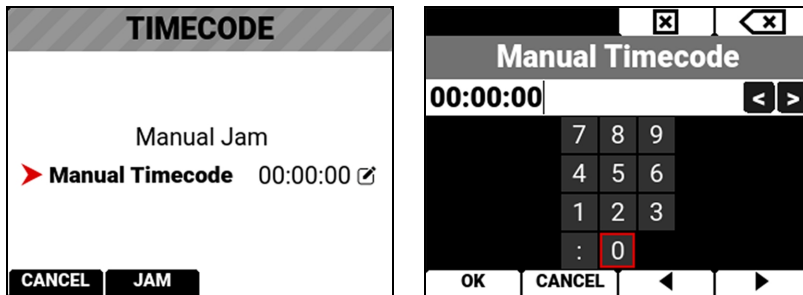 TIMECODE
Manual Jam
Manual Timecode 00:00:00
CANCEL JAM
Manual Timecode
00:00:00 < >
7 8 9
4 5 6
1 2 3
: 0
OK CANCEL